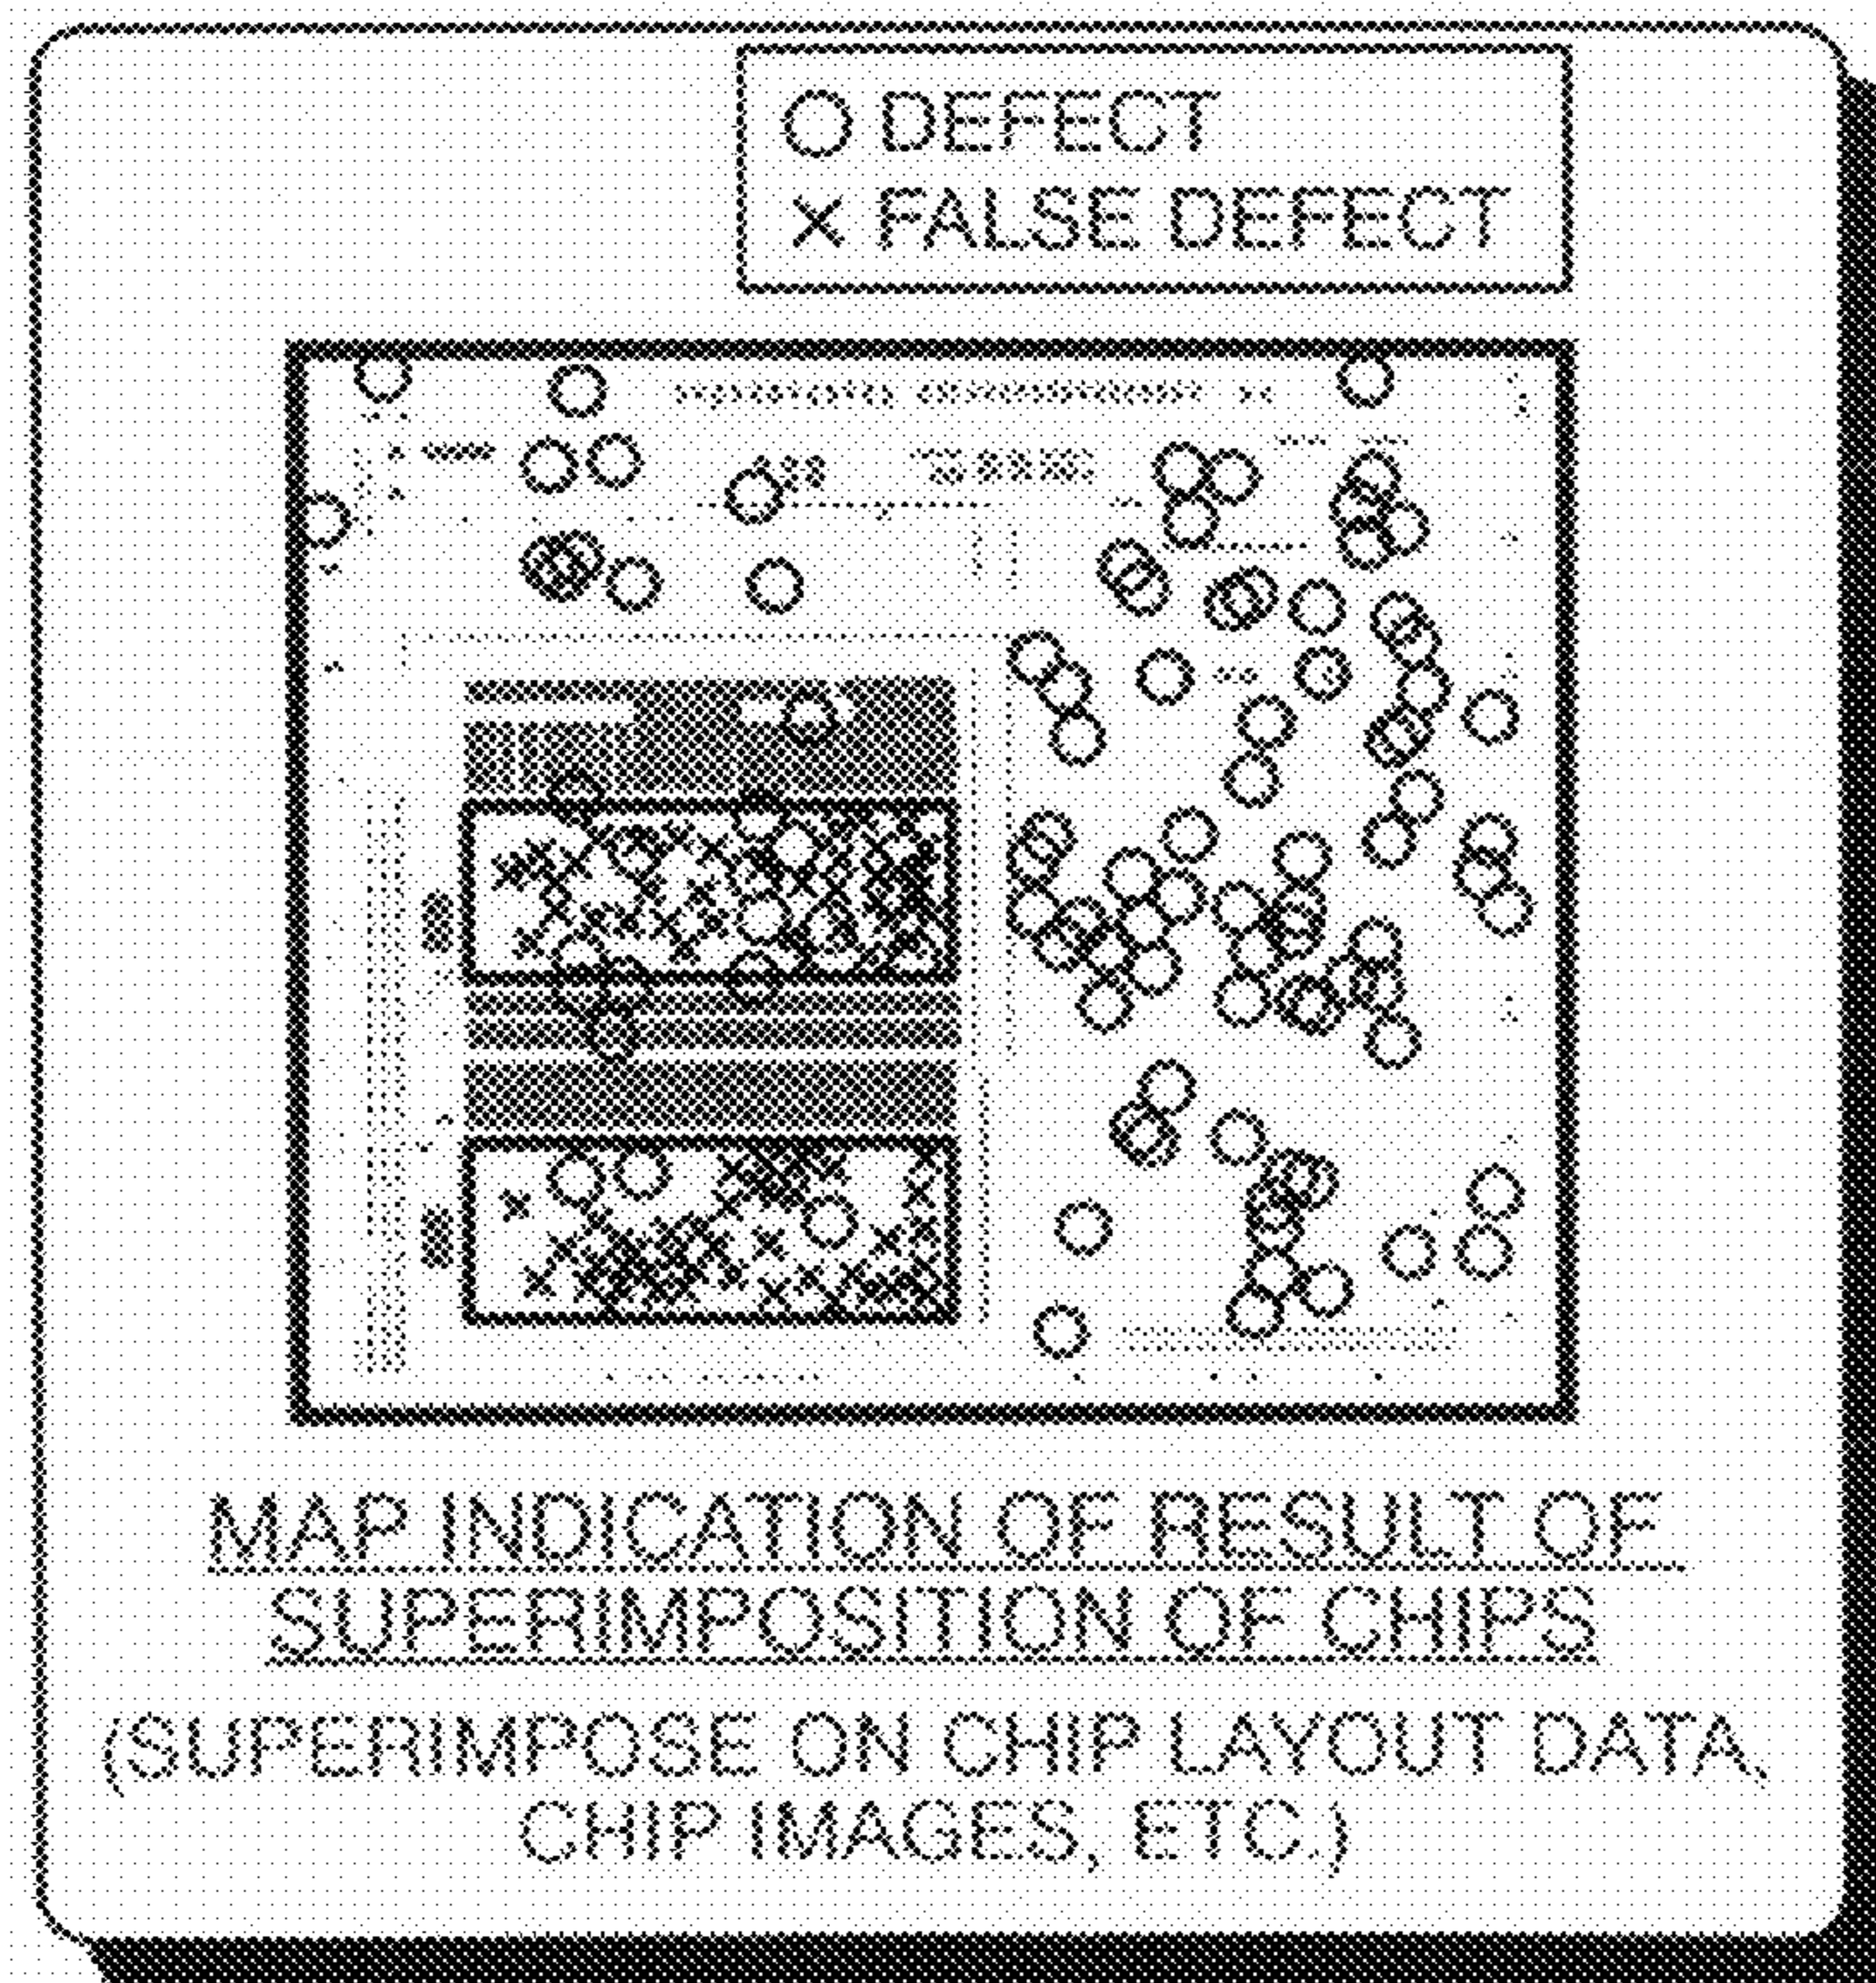 ○ DEFECT
× FALSE DEFECT
MAP INDICATION OF RESULT OF
SUPERIMPOSITION OF CHIPS
(SUPERIMPOSE ON CHIP LAYOUT DATA,
CHIP IMAGES, ETC.)